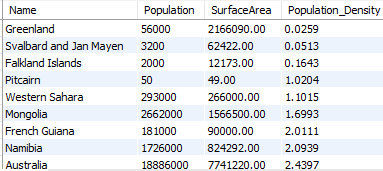 Name Population SurfaceArea Population_Density
Greenland 56000 2166090.00 0.0259
Svalbard and Jan Mayen 3200 62422.00 0.0513
Falkland Islands 2000 12173.00 0.1643
Pitcairn 50 49.00 1.0204
Western Sahara 293000 266000.00 1.1015
Mongolia 2662000 1566500.00 1.6993
French Guiana 181000 90000.00 2.0111
Namibia 1726000 824292.00 2.0939
Australia 18886000 7741220.00 2.4397